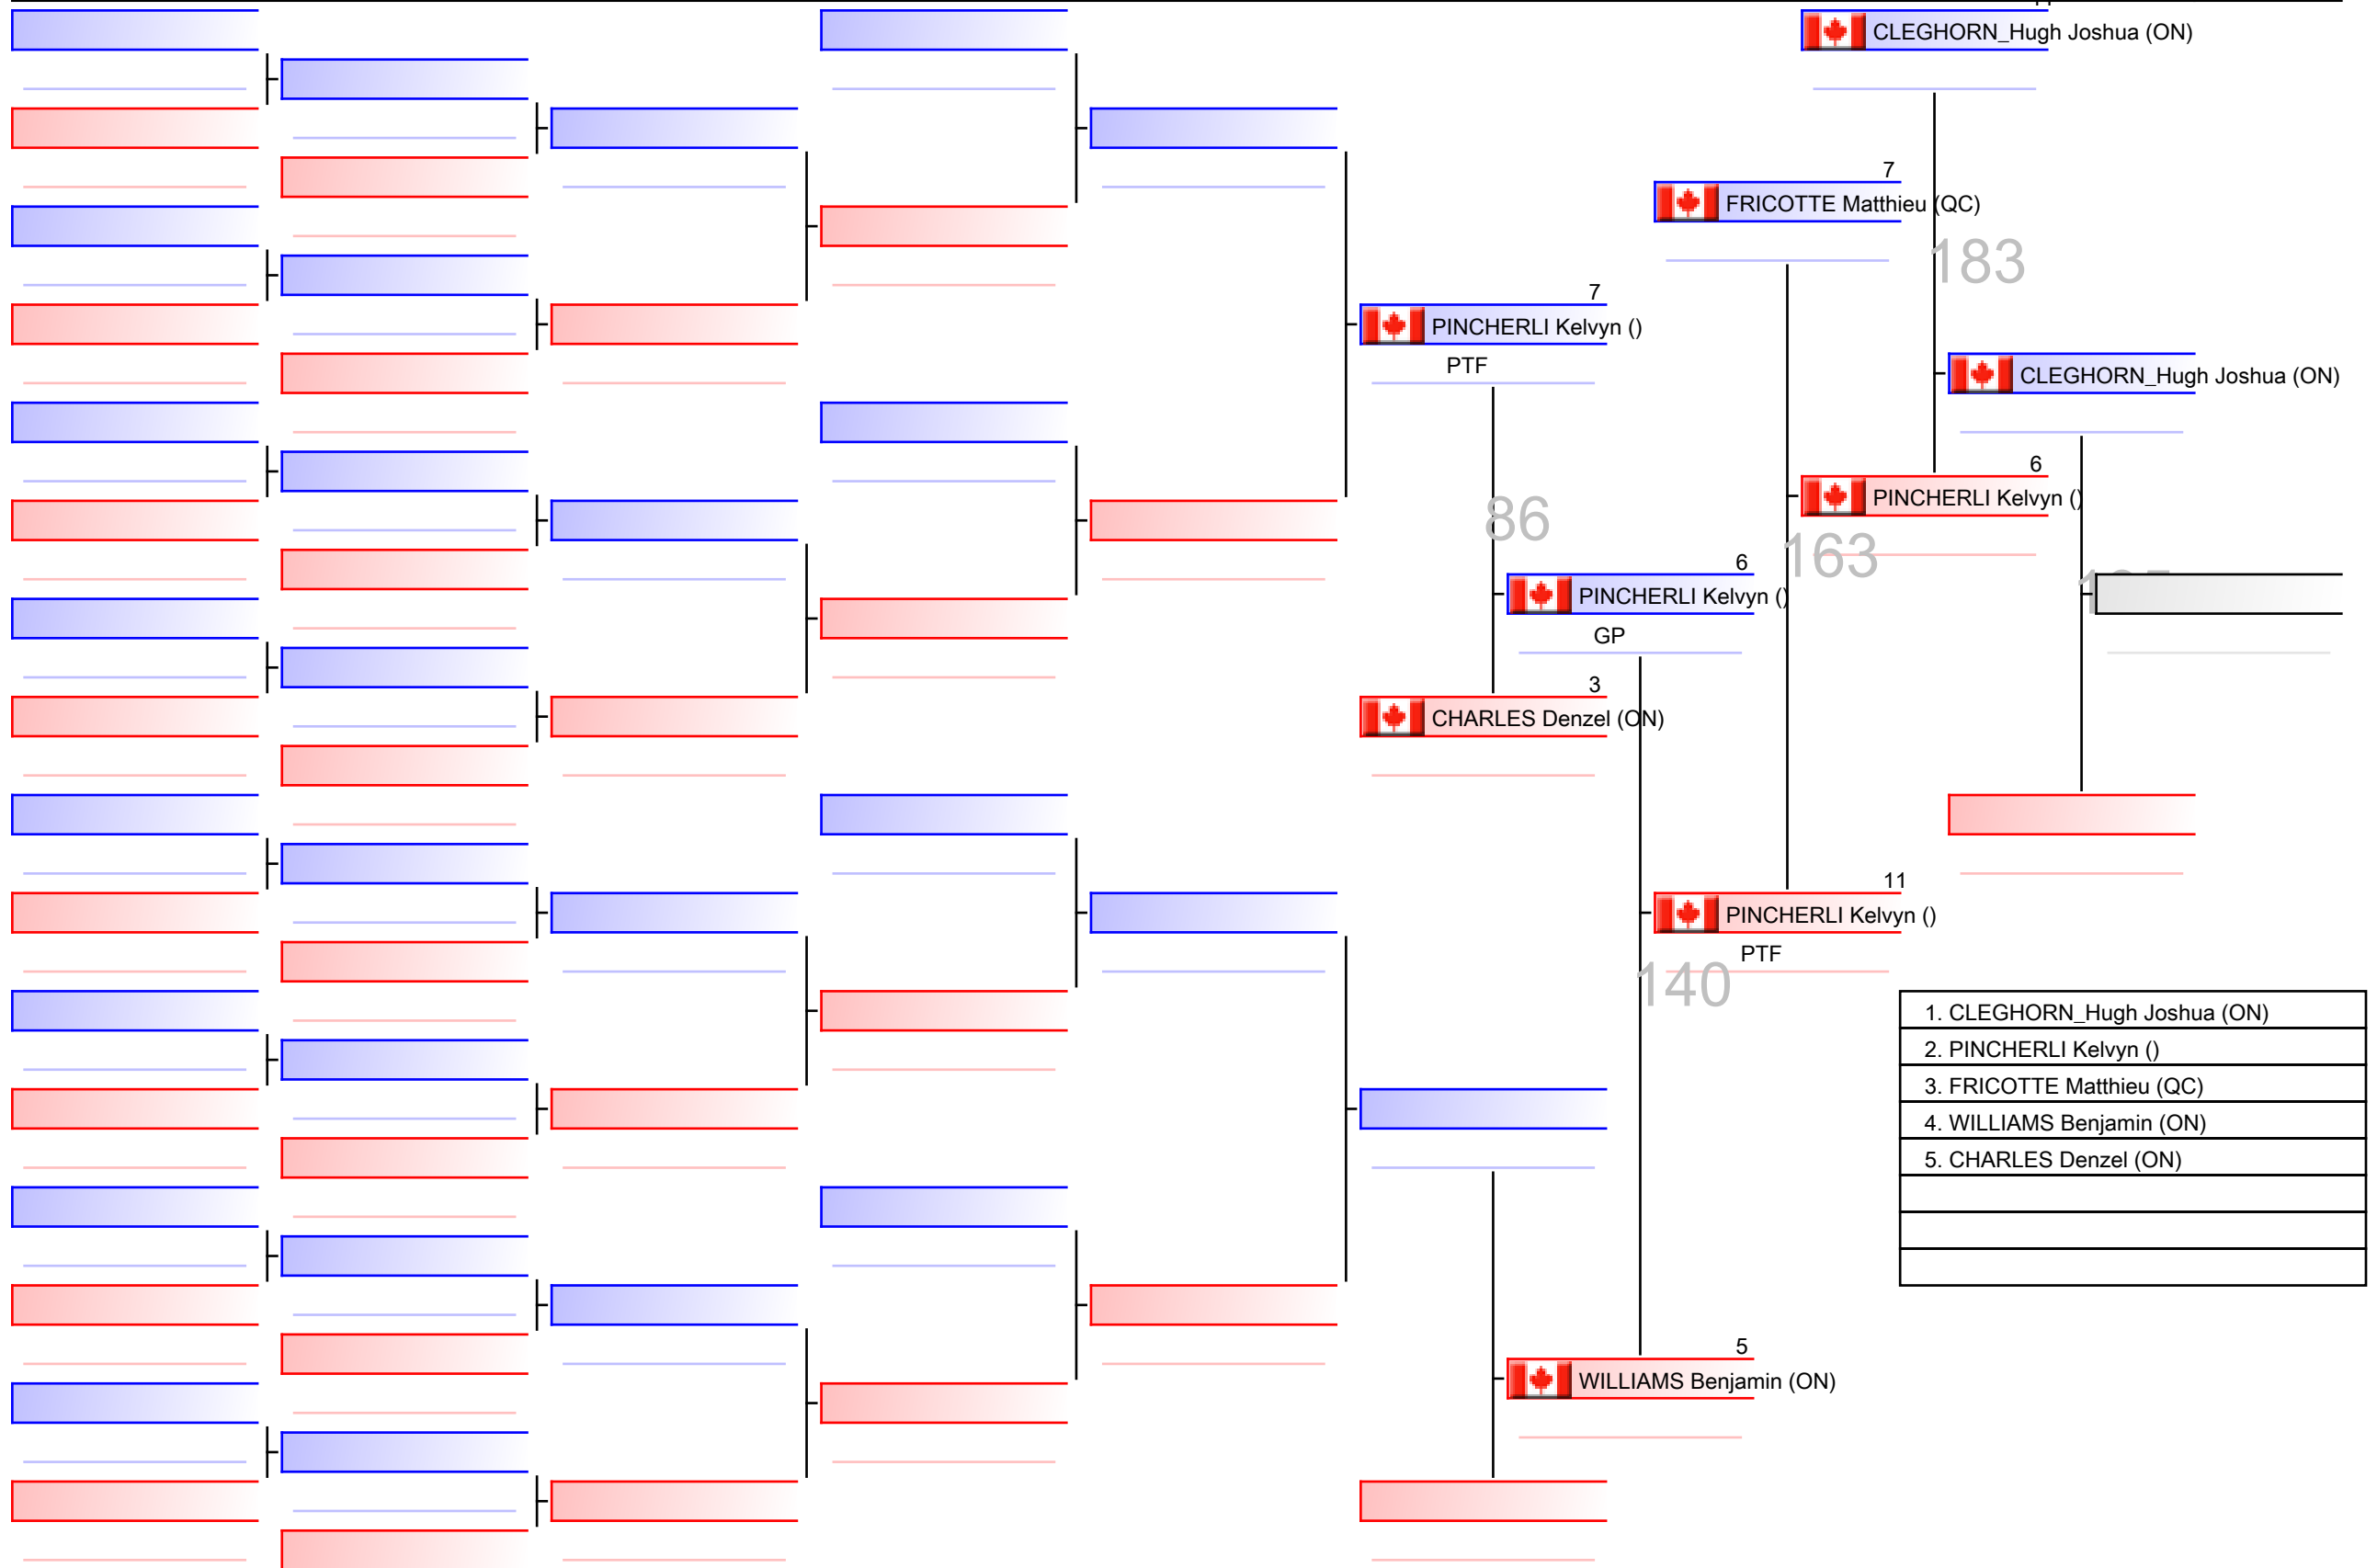 CLEGHORN_Hugh Joshua (ON)
7
FRICOTTE Matthieu (QC)
183
7
PINCHERLI Kelvyn ()
PTF
CLEGHORN_Hugh Joshua (ON)
6
PINCHERLI Kelvyn ()
86
163
6
PINCHERLI Kelvyn ()
GP
3
CHARLES Denzel (ON)
11
PINCHERLI Kelvyn ()
PTF
140
1. CLEGHORN_Hugh Joshua (ON)
2. PINCHERLI Kelvyn ()
3. FRICOTTE Matthieu (QC)
4. WILLIAMS Benjamin (ON)
5. CHARLES Denzel (ON)
5
WILLIAMS Benjamin (ON)